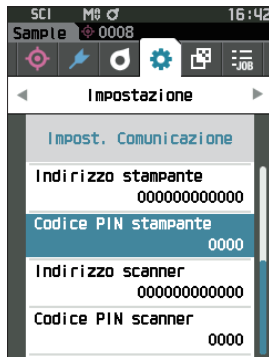 SCI M0 16:42
Sample 0008
-JOB
Impostazione
Impost. Comunicazione
Indirizzo stampante
000000000000
Codice PIN stampante
0000
Indirizzo scanner
000000000000
Codice PIN scanner
0000